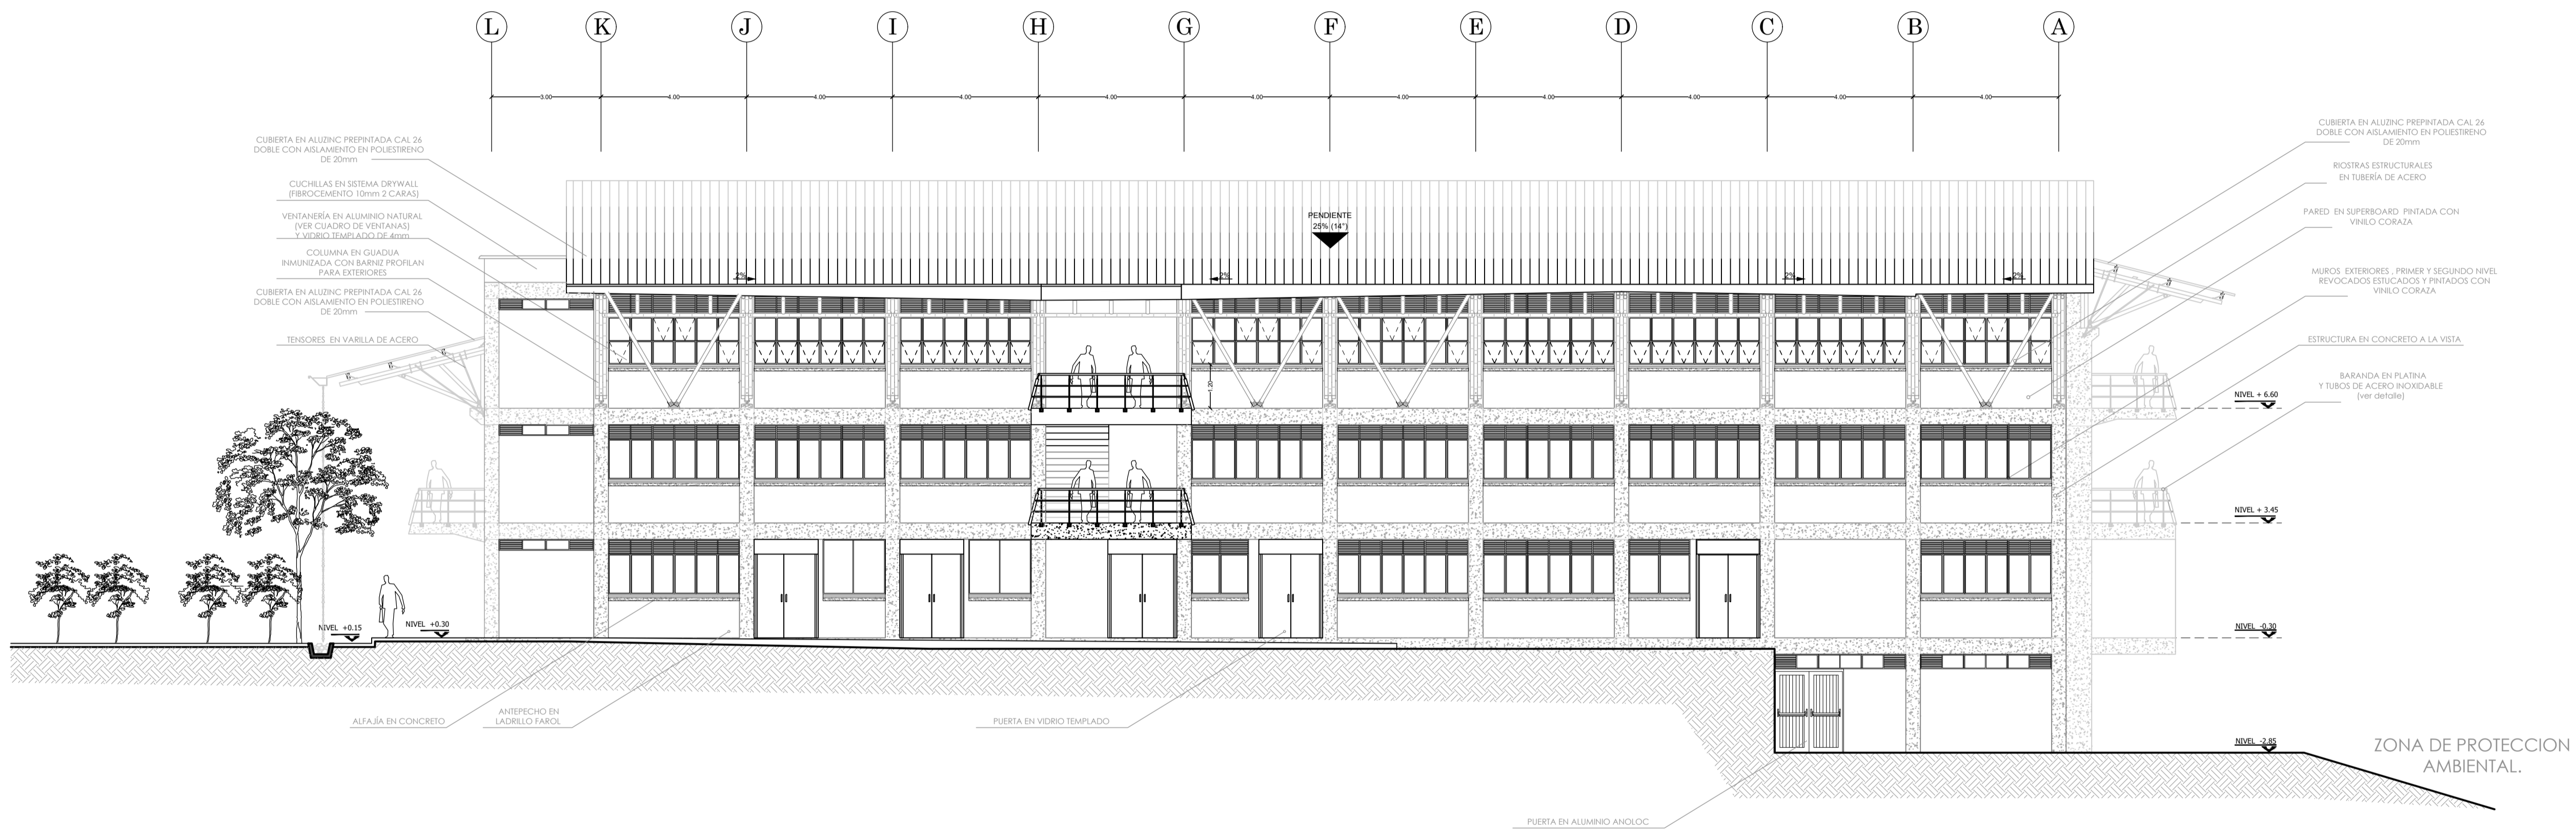 L K J I H G F E D C B A
3.00 4.00 4.00 4.00 4.00 4.00 4.00 4.00 4.00 4.00 4.00
CUBIERTA EN ALUZINC PREPINTADA CAL 26
DOBLE CON AISLAMIENTO EN POLIESTIRENO
DE 20mm
CUCHILLAS EN SISTEMA DRYWALL
(FIBROCEMENTO 10mm 2 CARAS)
VENTANERÍA EN ALUMINIO NATURAL
(VER CUADRO DE VENTANAS)
Y VIDRIO TEMPLADO DE 4mm
COLUMNA EN GUADUA
INMUNIZADA CON BARNIZ PROFILAN
PARA EXTERIORES
CUBIERTA EN ALUZINC PREPINTADA CAL 26
DOBLE CON AISLAMIENTO EN POLIESTIRENO
DE 20mm
TENSORES EN VARILLA DE ACERO
PENDIENTE
25% (14°)
2% 2% 2% 2%
1.20
CUBIERTA EN ALUZINC PREPINTADA CAL 26
DOBLE CON AISLAMIENTO EN POLIESTIRENO
DE 20mm
RIOSTRAS ESTRUCTURALES
EN TUBERÍA DE ACERO
PARED EN SUPERBOARD PINTADA CON
VINILO CORAZA
MUROS EXTERIORES , PRIMER Y SEGUNDO NIVEL
REVOCADOS ESTUCADOS Y PINTADOS CON
VINILO CORAZA
ESTRUCTURA EN CONCRETO A LA VISTA
BARANDA EN PLATINA
Y TUBOS DE ACERO INOXIDABLE
(ver detalle)
NIVEL + 6.60
NIVEL + 3.45
NIVEL -0.30
NIVEL -2.85
NIVEL +0.15
NIVEL +0.30
ALFAJÍA EN CONCRETO
ANTEPECHO EN
LADRILLO FAROL
PUERTA EN VIDRIO TEMPLADO
PUERTA EN ALUMINIO ANOLOC
ZONA DE PROTECCION
AMBIENTAL.